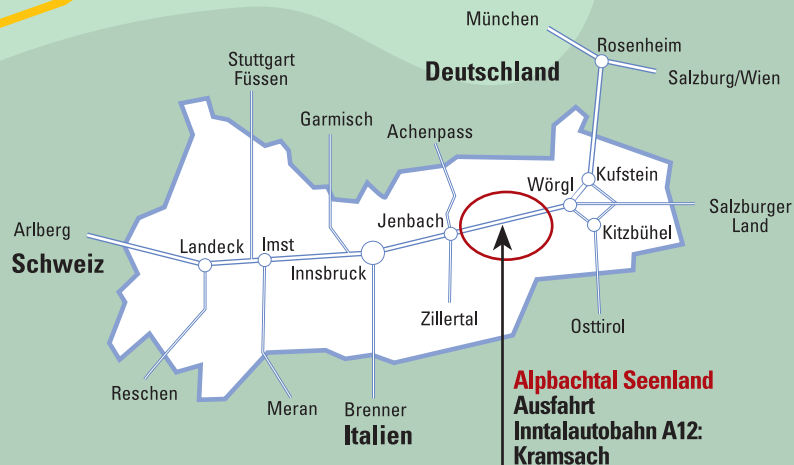 München
Rosenheim
Stuttgart
Füssen
Deutschland
Salzburg/Wien
Garmisch
Achenpass
Wörgl
Kufstein
Jenbach
Salzburger
Land
Arlberg
Kitzbühel
Schweiz
Landeck
Imst
Innsbruck
Zillertal
Osttirol
Reschen
Meran
Brenner
Italien
Alpbachtal Seenland
Ausfahrt
Inntalautobahn A12:
Kramsach